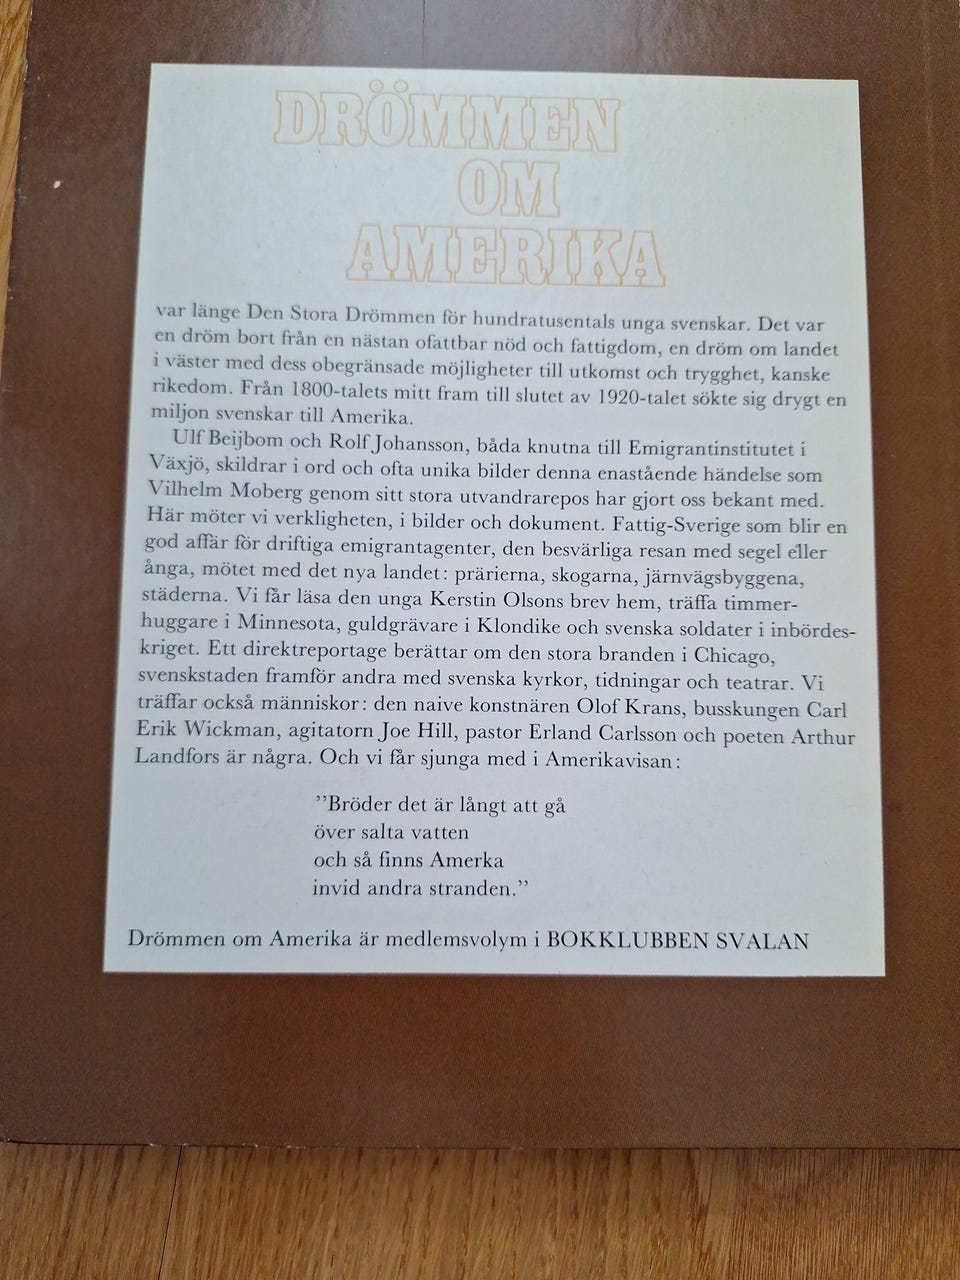 DRÖMMEN
OM
AMERIKA
var länge Den Stora Drömmen för hundratusentals unga svenskar. Det var
en dröm bort från en nästan ofattbar nöd och fattigdom, en dröm om landet
i väster med dess obegränsade möjligheter till utkomst och trygghet, kanske
rikedom. Från 1800-talets mitt fram till slutet av 1920-talet sökte sig drygt en
miljon svenskar till Amerika.
Ulf Beijbom och Rolf Johansson, båda knutna till Emigrantinstitutet i
Växjö, skildrar i ord och ofta unika bilder denna enastående händelse som
Vilhelm Moberg genom sitt stora utvandrarepos har gjort oss bekant med.
Här möter vi verkligheten, i bilder och dokument. Fattig-Sverige som blir en
god affär för driftiga emigrantagenter, den besvärliga resan med segel eller
ånga, mötet med det nya landet: prärierna, skogarna, järnvägsbyggena,
städerna. Vi får läsa den unga Kerstin Olsons brev hem, träffa timmer-
huggare i Minnesota, guldgrävare i Klondike och svenska soldater i inbördes-
kriget. Ett direktreportage berättar om den stora branden i Chicago,
svenskstaden framför andra med svenska kyrkor, tidningar och teatrar. Vi
träffar också människor: den naive konstnären Olof Krans, busskungen Carl
Erik Wickman, agitatorn Joe Hill, pastor Erland Carlsson och poeten Arthur
Landfors är några. Och vi får sjunga med i Amerikavisan:
”Bröder det är långt att gå
över salta vatten
och så finns Amerka
invid andra stranden.”
Drömmen om Amerika är medlemsvolym i BOKKLUBBEN SVALAN